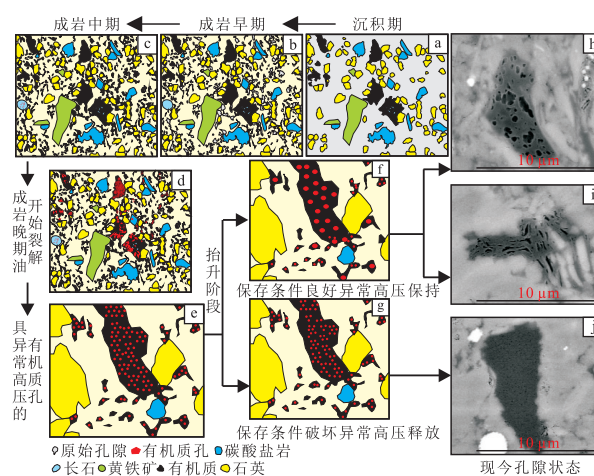 成岩中期
成岩早期
沉积期
c
b
a
h
10 μm
成岩晚期油
开始裂解
d
抬升阶段
f
保存条件良好异常高压保持
i
10 μm
具异常高压的
有机质孔
e
g
保存条件破坏异常高压释放
j
10 μm
原始孔隙 有机质孔 碳酸盐岩
长石 黄铁矿 有机质 石英
现今孔隙状态